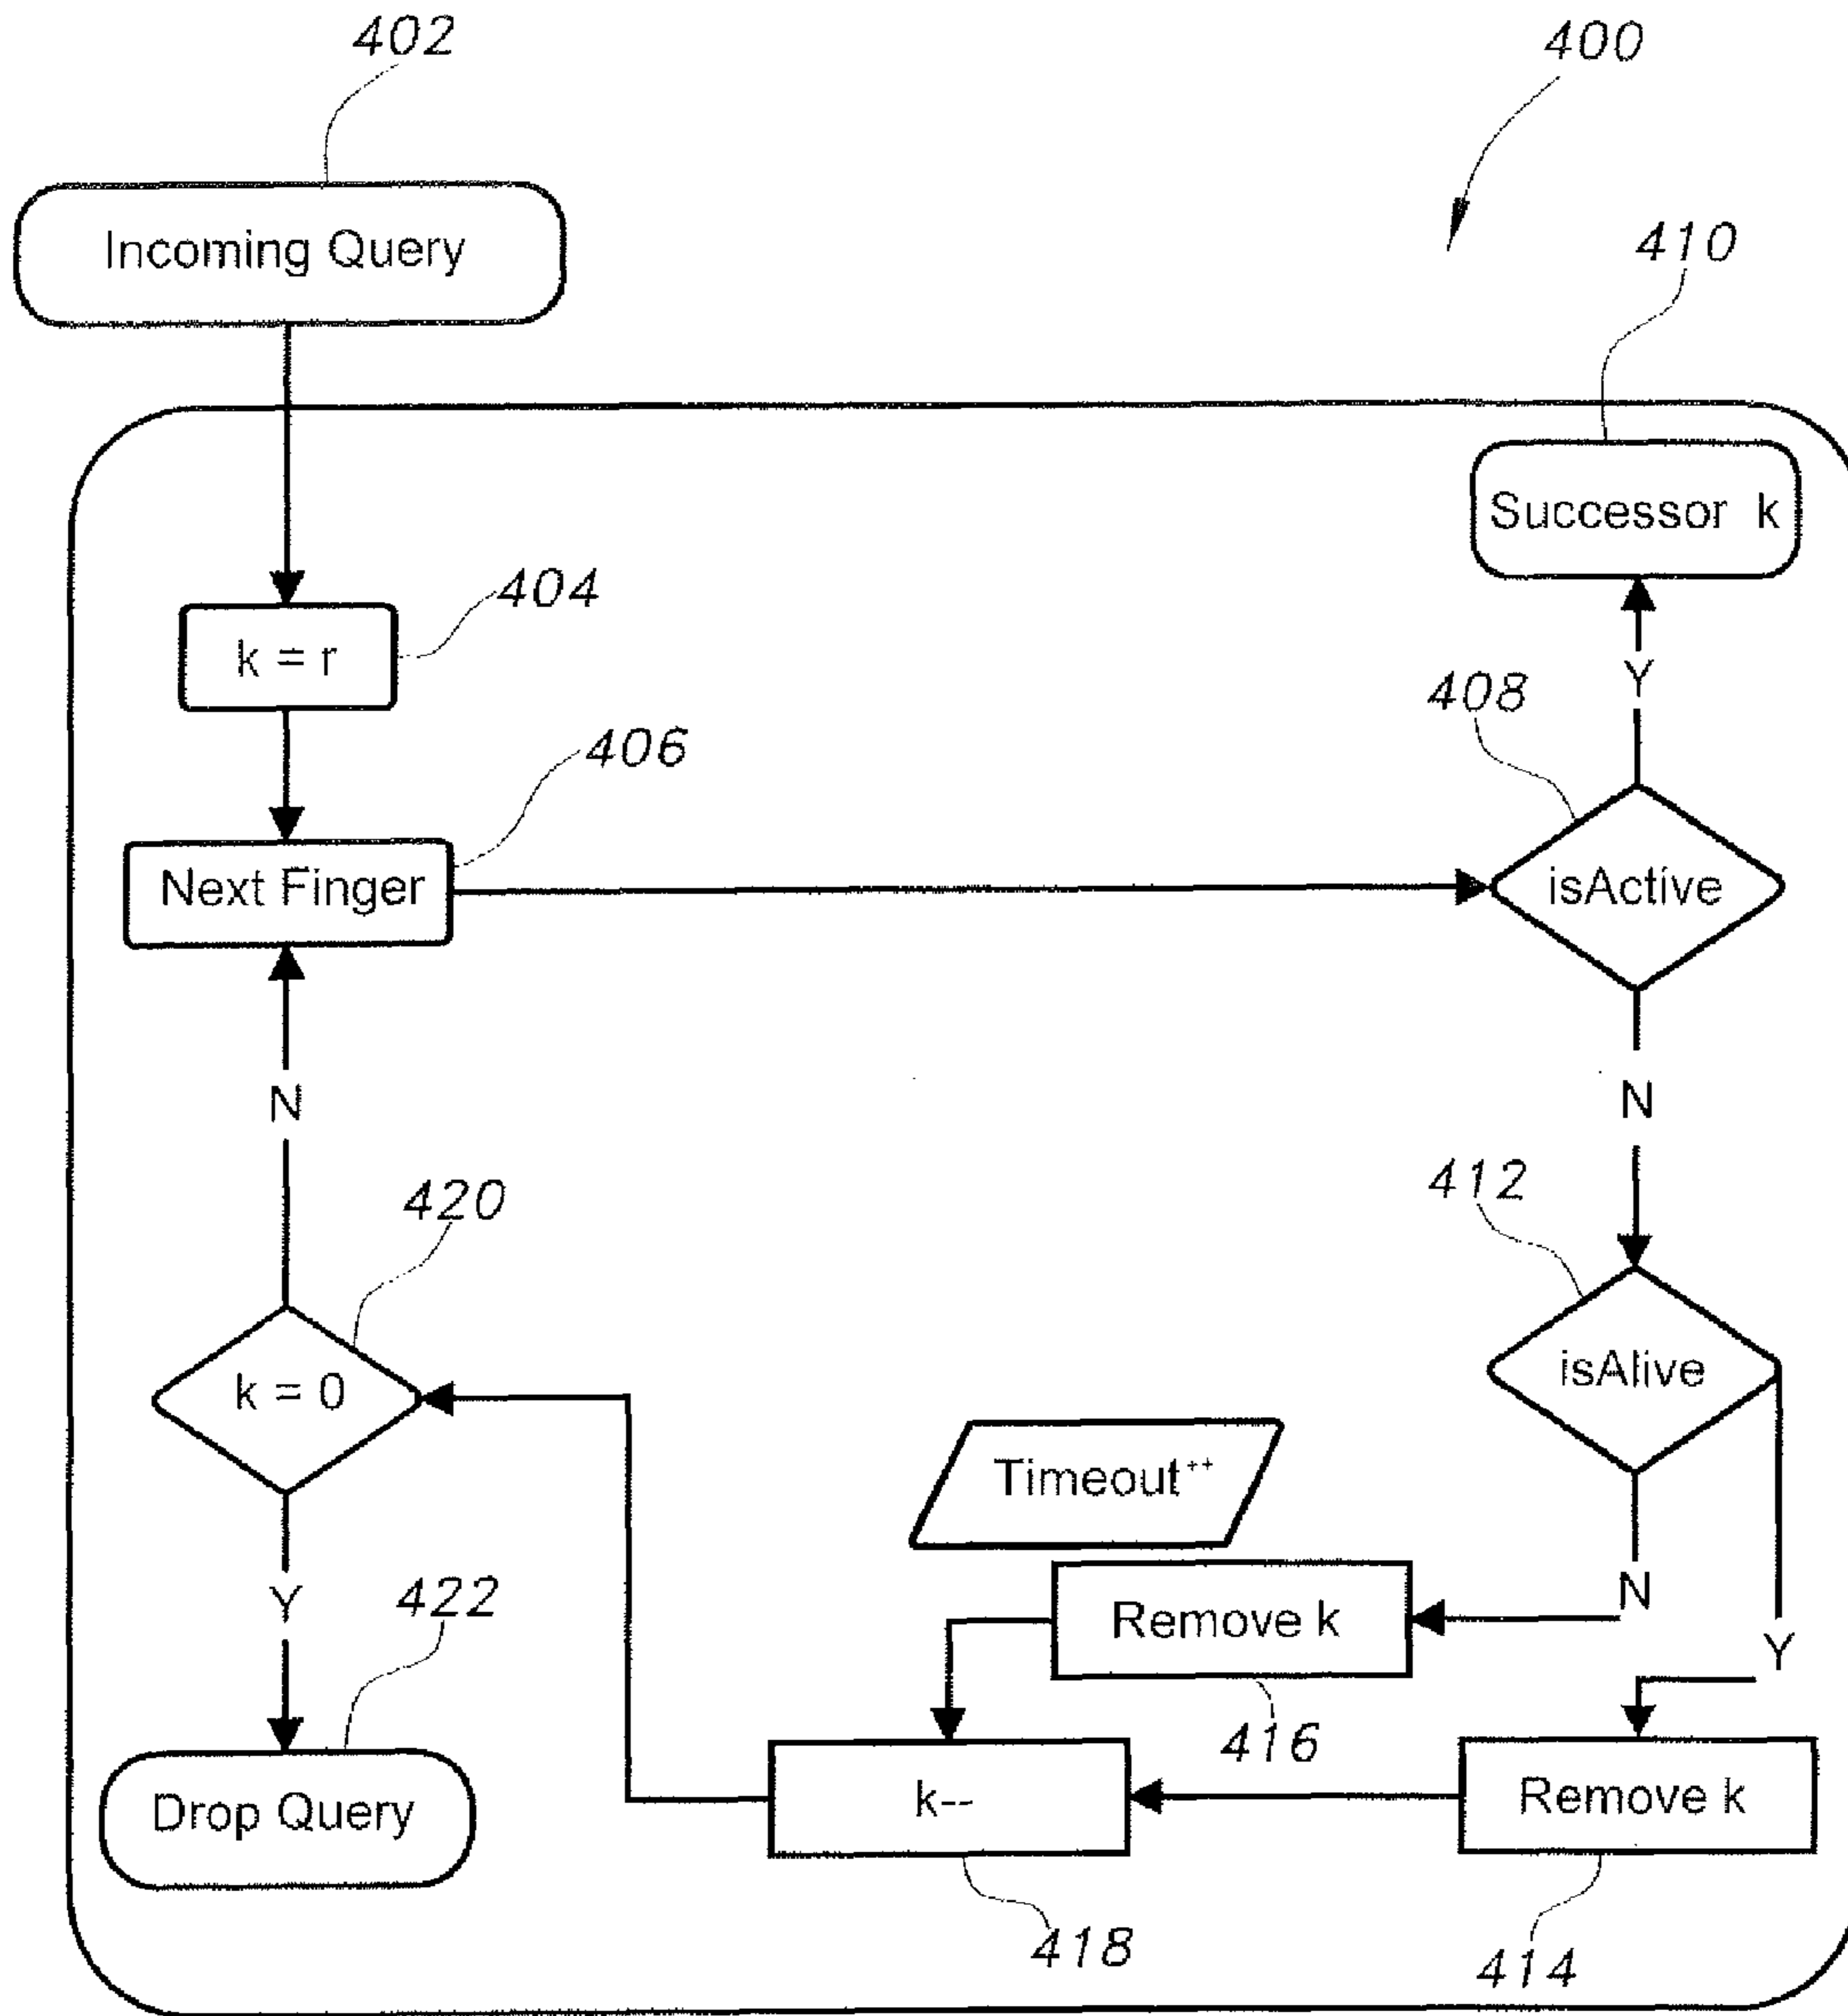 402
400
Incoming Query
410
Successor k
404
k = r
Y
408
406
Next Finger
isActive
N
N
420
412
k = 0
isAlive
Timeout++
Y
422
Remove k
N
Y
416
Drop Query
k--
Remove k
418
414